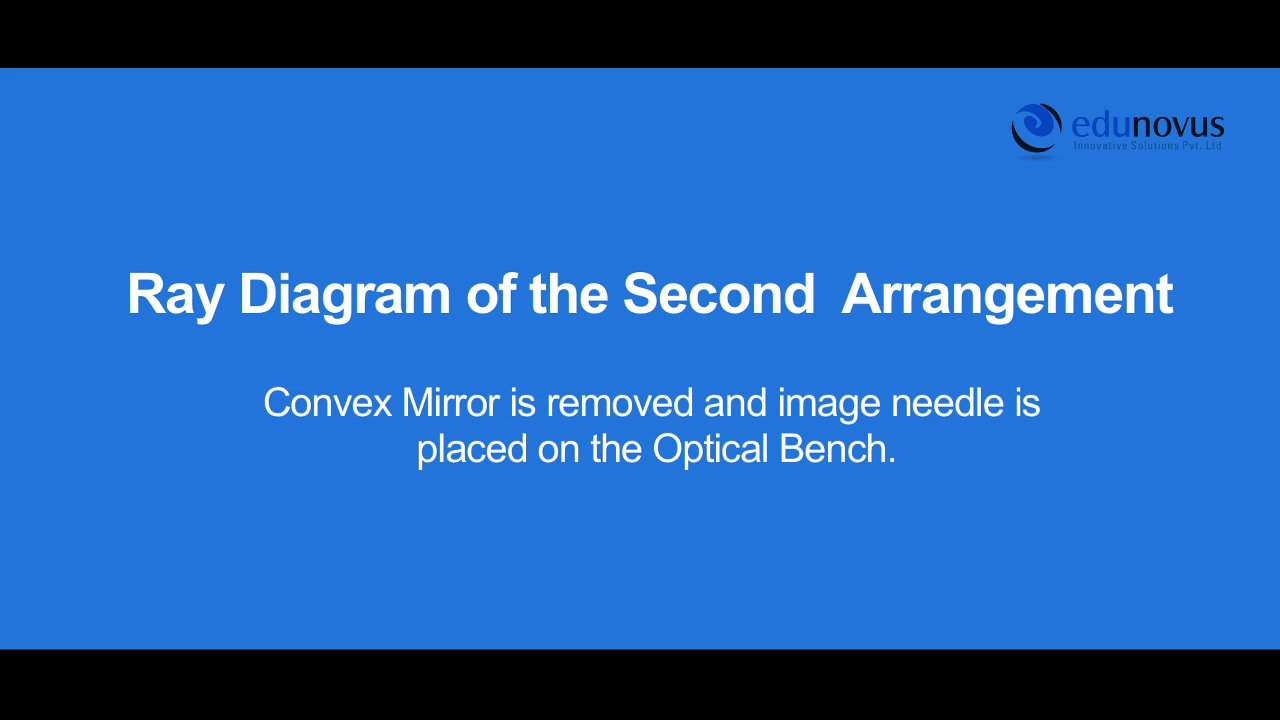 edunovus
Innovative Solutions Pvt. Ltd
Ray Diagram of the Second  Arrangement
Convex Mirror is removed and image needle is
placed on the Optical Bench.